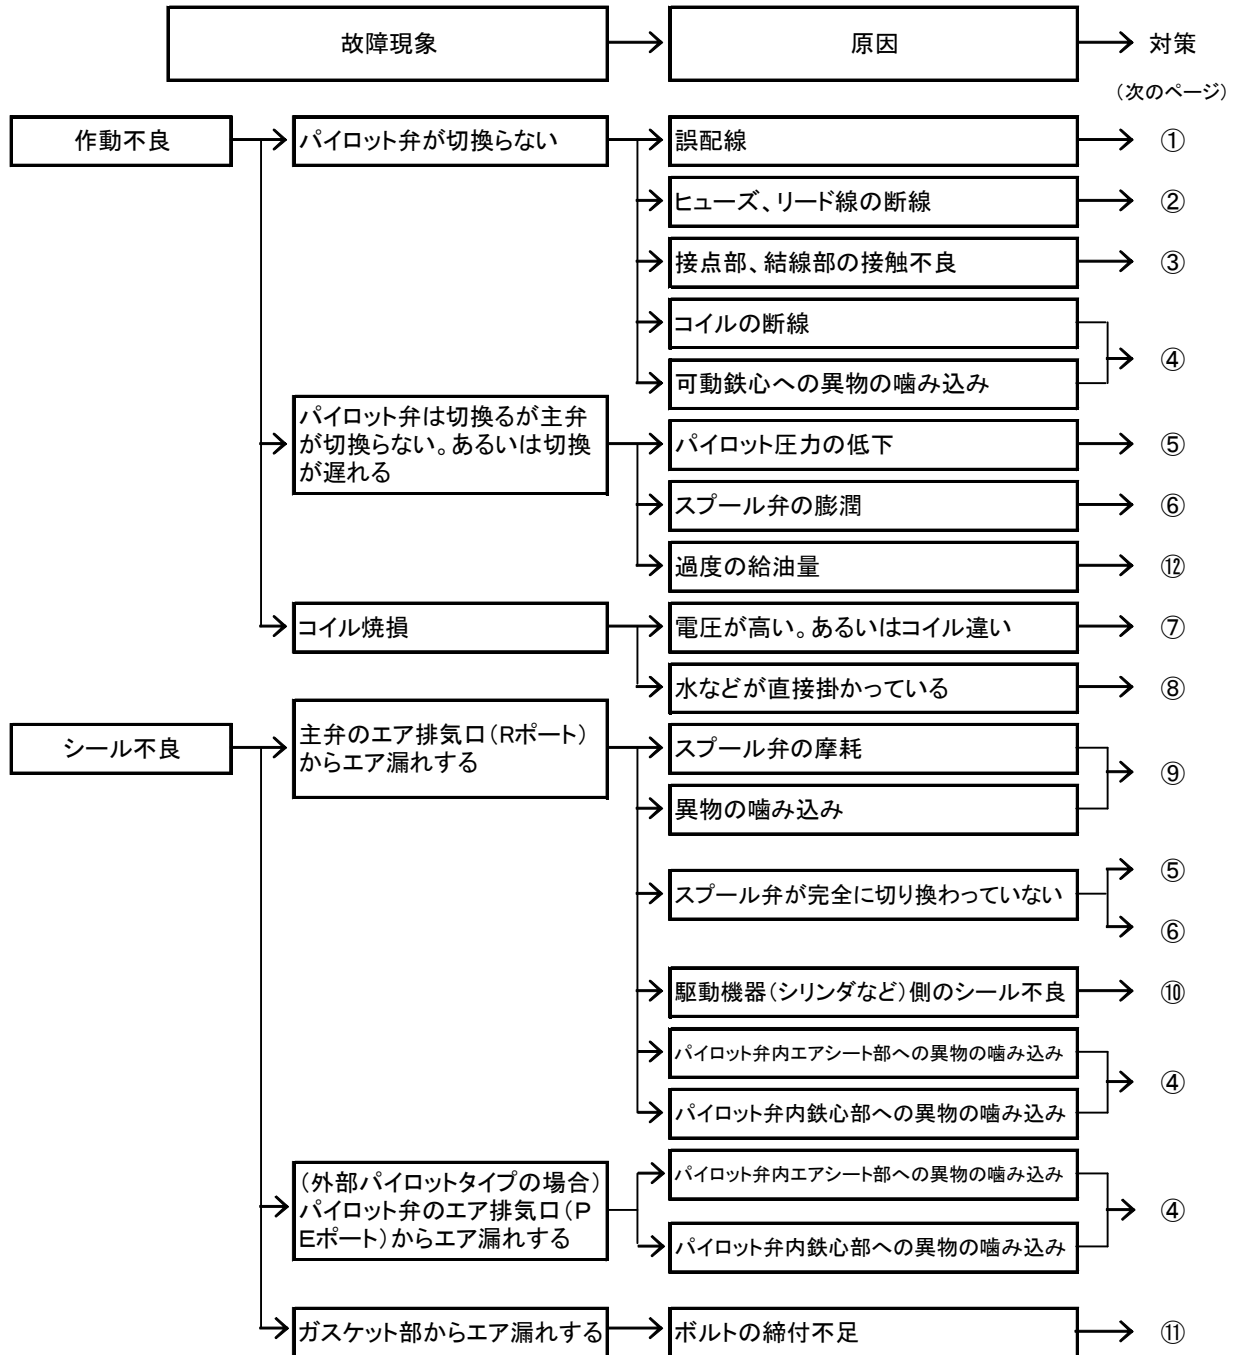 故障現象
原因
対策
(次のページ)
作動不良
パイロット弁が切換らない
誤配線
①
ヒューズ、リード線の断線
②
接点部、結線部の接触不良
③
コイルの断線
可動鉄心への異物の噛み込み
④
パイロット弁は切換るが主弁
が切換らない。あるいは切換
が遅れる
パイロット圧力の低下
⑤
スプール弁の膨潤
⑥
過度の給油量
⑫
コイル焼損
電圧が高い。あるいはコイル違い
⑦
水などが直接掛かっている
⑧
シール不良
主弁のエア排気口(Rポート)
からエア漏れする
スプール弁の摩耗
異物の噛み込み
⑨
スプール弁が完全に切り換わっていない
⑤
⑥
駆動機器(シリンダなど)側のシール不良
⑩
パイロット弁内エアシート部への異物の噛み込み
パイロット弁内鉄心部への異物の噛み込み
④
(外部パイロットタイプの場合)
パイロット弁のエア排気口(P
Eポート)からエア漏れする
パイロット弁内エアシート部への異物の噛み込み
パイロット弁内鉄心部への異物の噛み込み
④
ガスケット部からエア漏れする
ボルトの締付不足
⑪